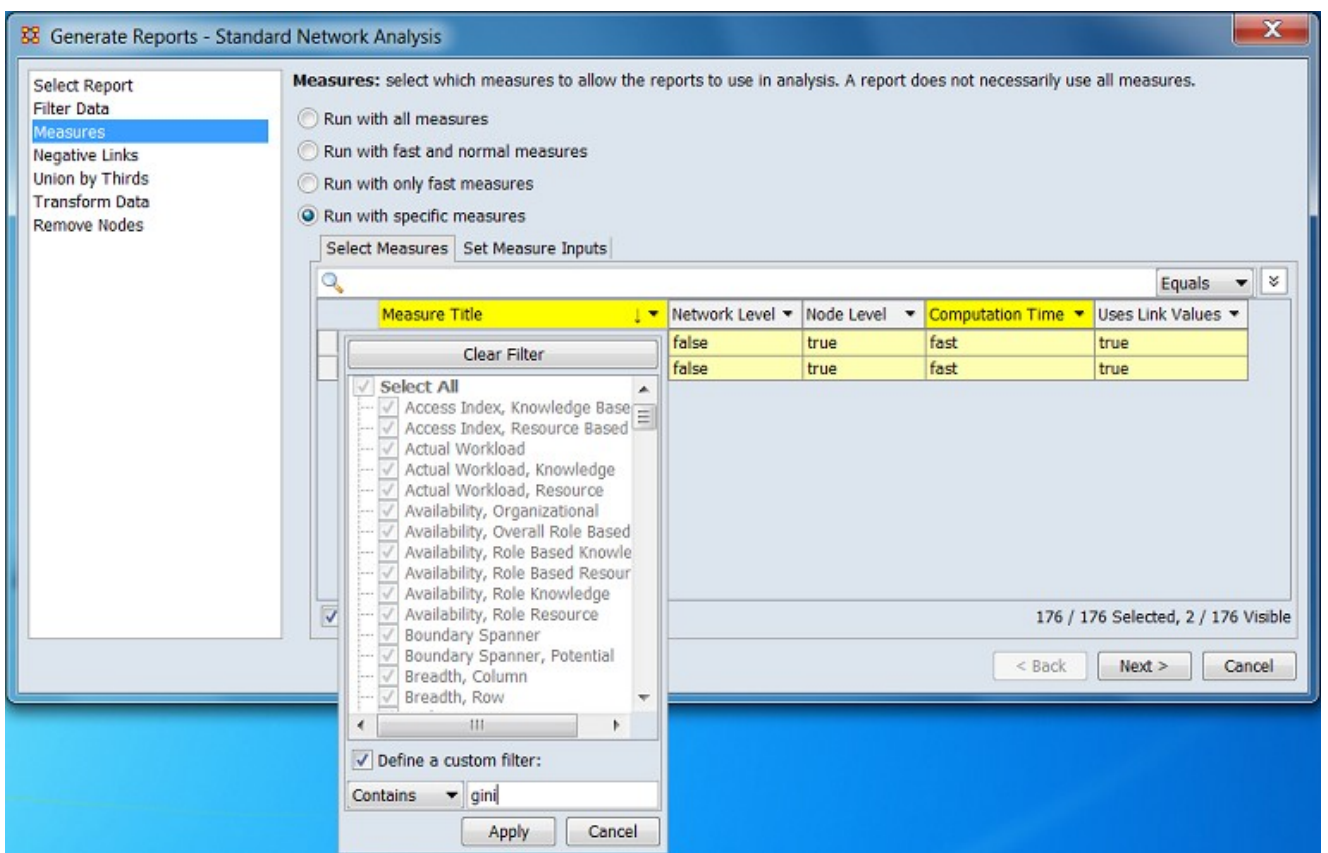 Generate Reports - Standard Network Analysis
X
Select Report
Filter Data
Measures
Negative Links
Union by Thirds
Transform Data
Remove Nodes
Measures: select which measures to allow the reports to use in analysis. A report does not necessarily use all measures.
Run with all measures
Run with fast and normal measures
Run with only fast measures
Run with specific measures
Select Measures Set Measure Inputs
Equals
Measure Title Network Level Node Level Computation Time Uses Link Values
false true fast true
false true fast true
Clear Filter
Select All
Access Index, Knowledge Base
Access Index, Resource Based
Actual Workload
Actual Workload, Knowledge
Actual Workload, Resource
Availability, Organizational
Availability, Overall Role Based
Availability, Role Based Knowle
Availability, Role Based Resour
Availability, Role Knowledge
Availability, Role Resource
Boundary Spanner
Boundary Spanner, Potential
Breadth, Column
Breadth, Row
Define a custom filter:
Contains gini
Apply Cancel
176 / 176 Selected, 2 / 176 Visible
< Back Next > Cancel